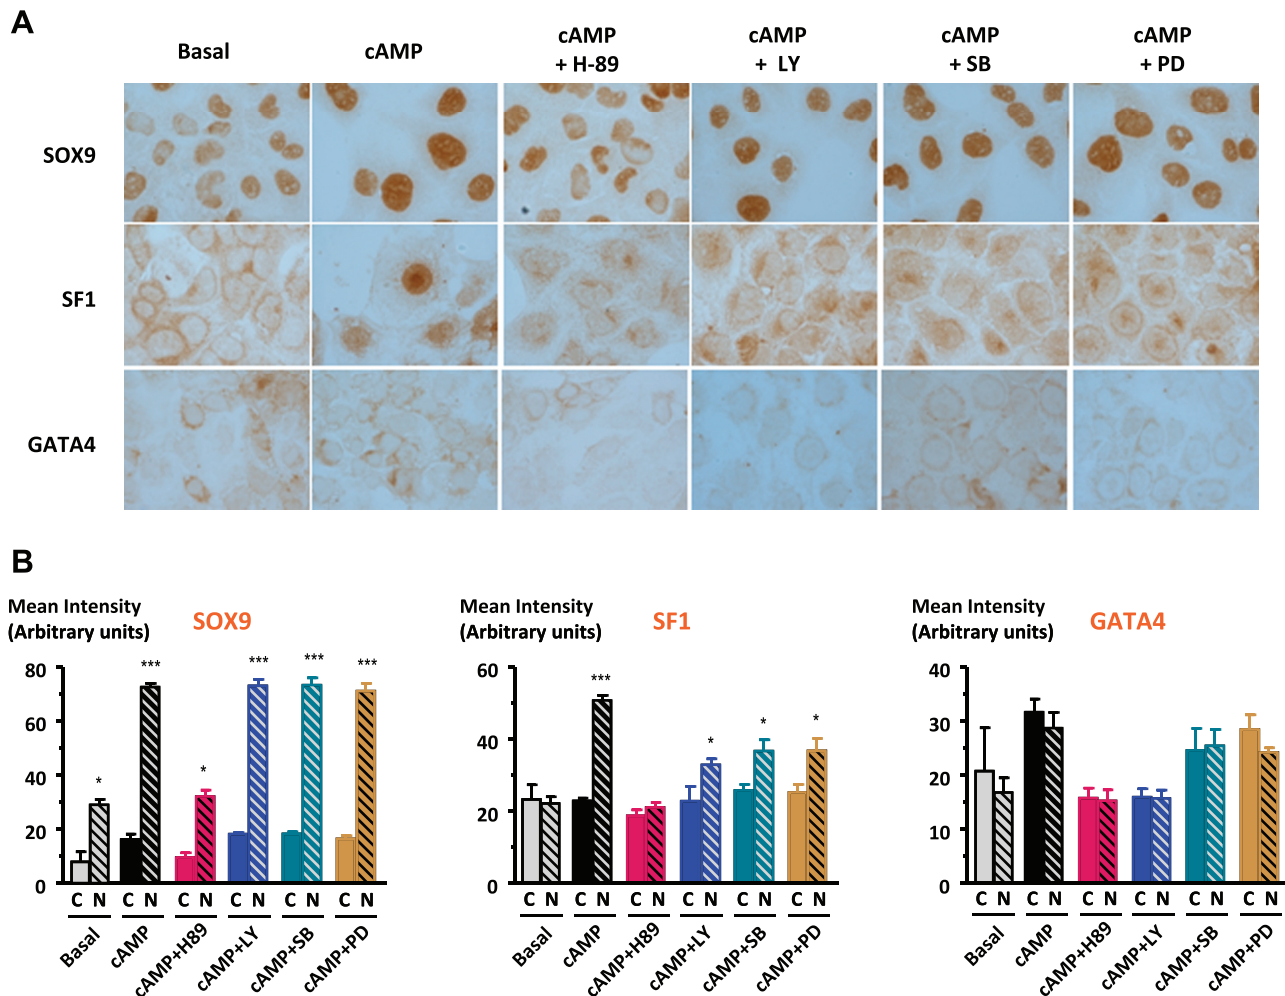 A
Basal
cAMP
cAMP
+ H-89
cAMP
+ LY
cAMP
+ SB
cAMP
+ PD
SOX9
SF1
GATA4
B
Mean Intensity
(Arbitrary units)
SOX9
80
60
40
20
0
*
***
*
***
***
***
C N C N C N C N C N C N
Basal
cAMP
cAMP+H89
cAMP+LY
cAMP+SB
cAMP+PD
Mean Intensity
(Arbitrary units)
SF1
60
40
20
0
***
*
*
*
C N C N C N C N C N C N
Basal
cAMP
cAMP+H89
cAMP+LY
cAMP+SB
cAMP+PD
Mean Intensity
(Arbitrary units)
GATA4
40
30
20
10
0
C N C N C N C N C N C N
Basal
cAMP
cAMP+H89
cAMP+LY
cAMP+SB
cAMP+PD